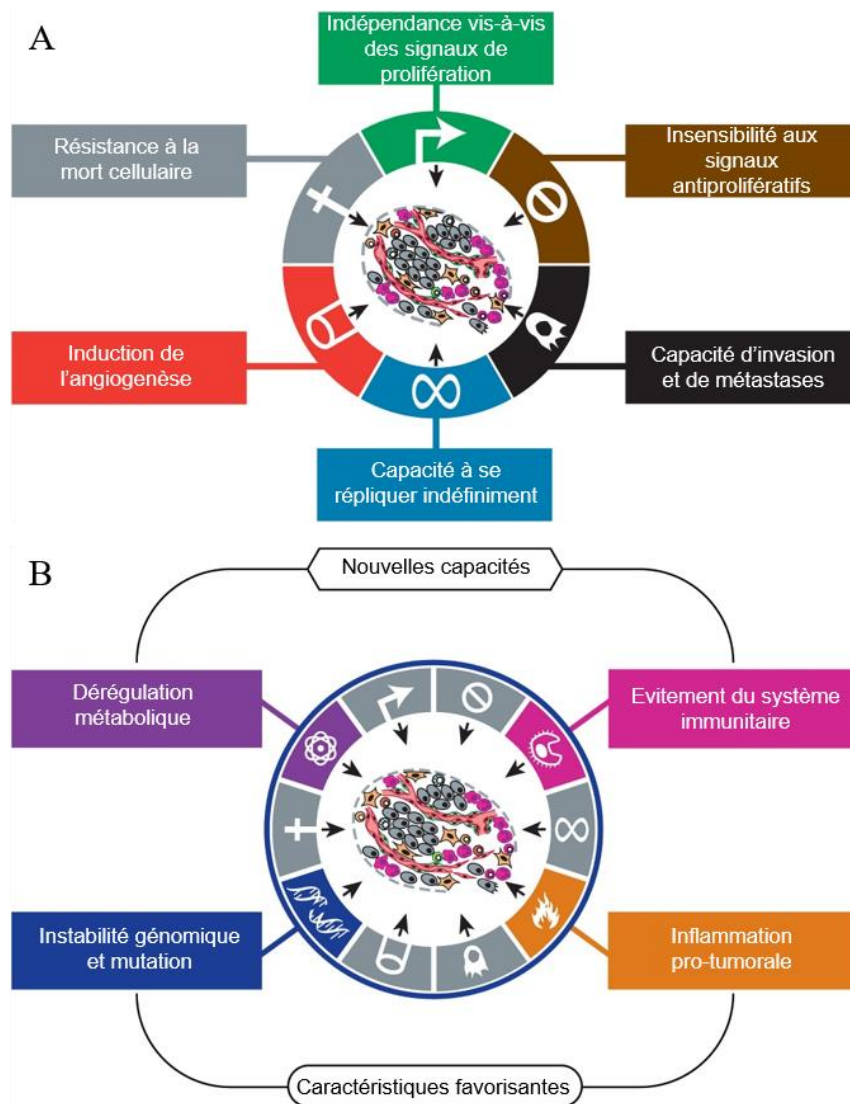 A
Indépendance vis-à-vis
des signaux de
prolifération
Résistance à la
mort cellulaire
Insensibilité aux
signaux
antiprolifératifs
Induction de
l'angiogenèse
Capacité d'invasion
et de métastases
Capacité à se
répliquer indéfiniment
B
Nouvelles capacités
Dérégulation
métabolique
Evitement du système
immunitaire
Instabilité génomique
et mutation
Inflammation
pro-tumorale
Caractéristiques favorisantes